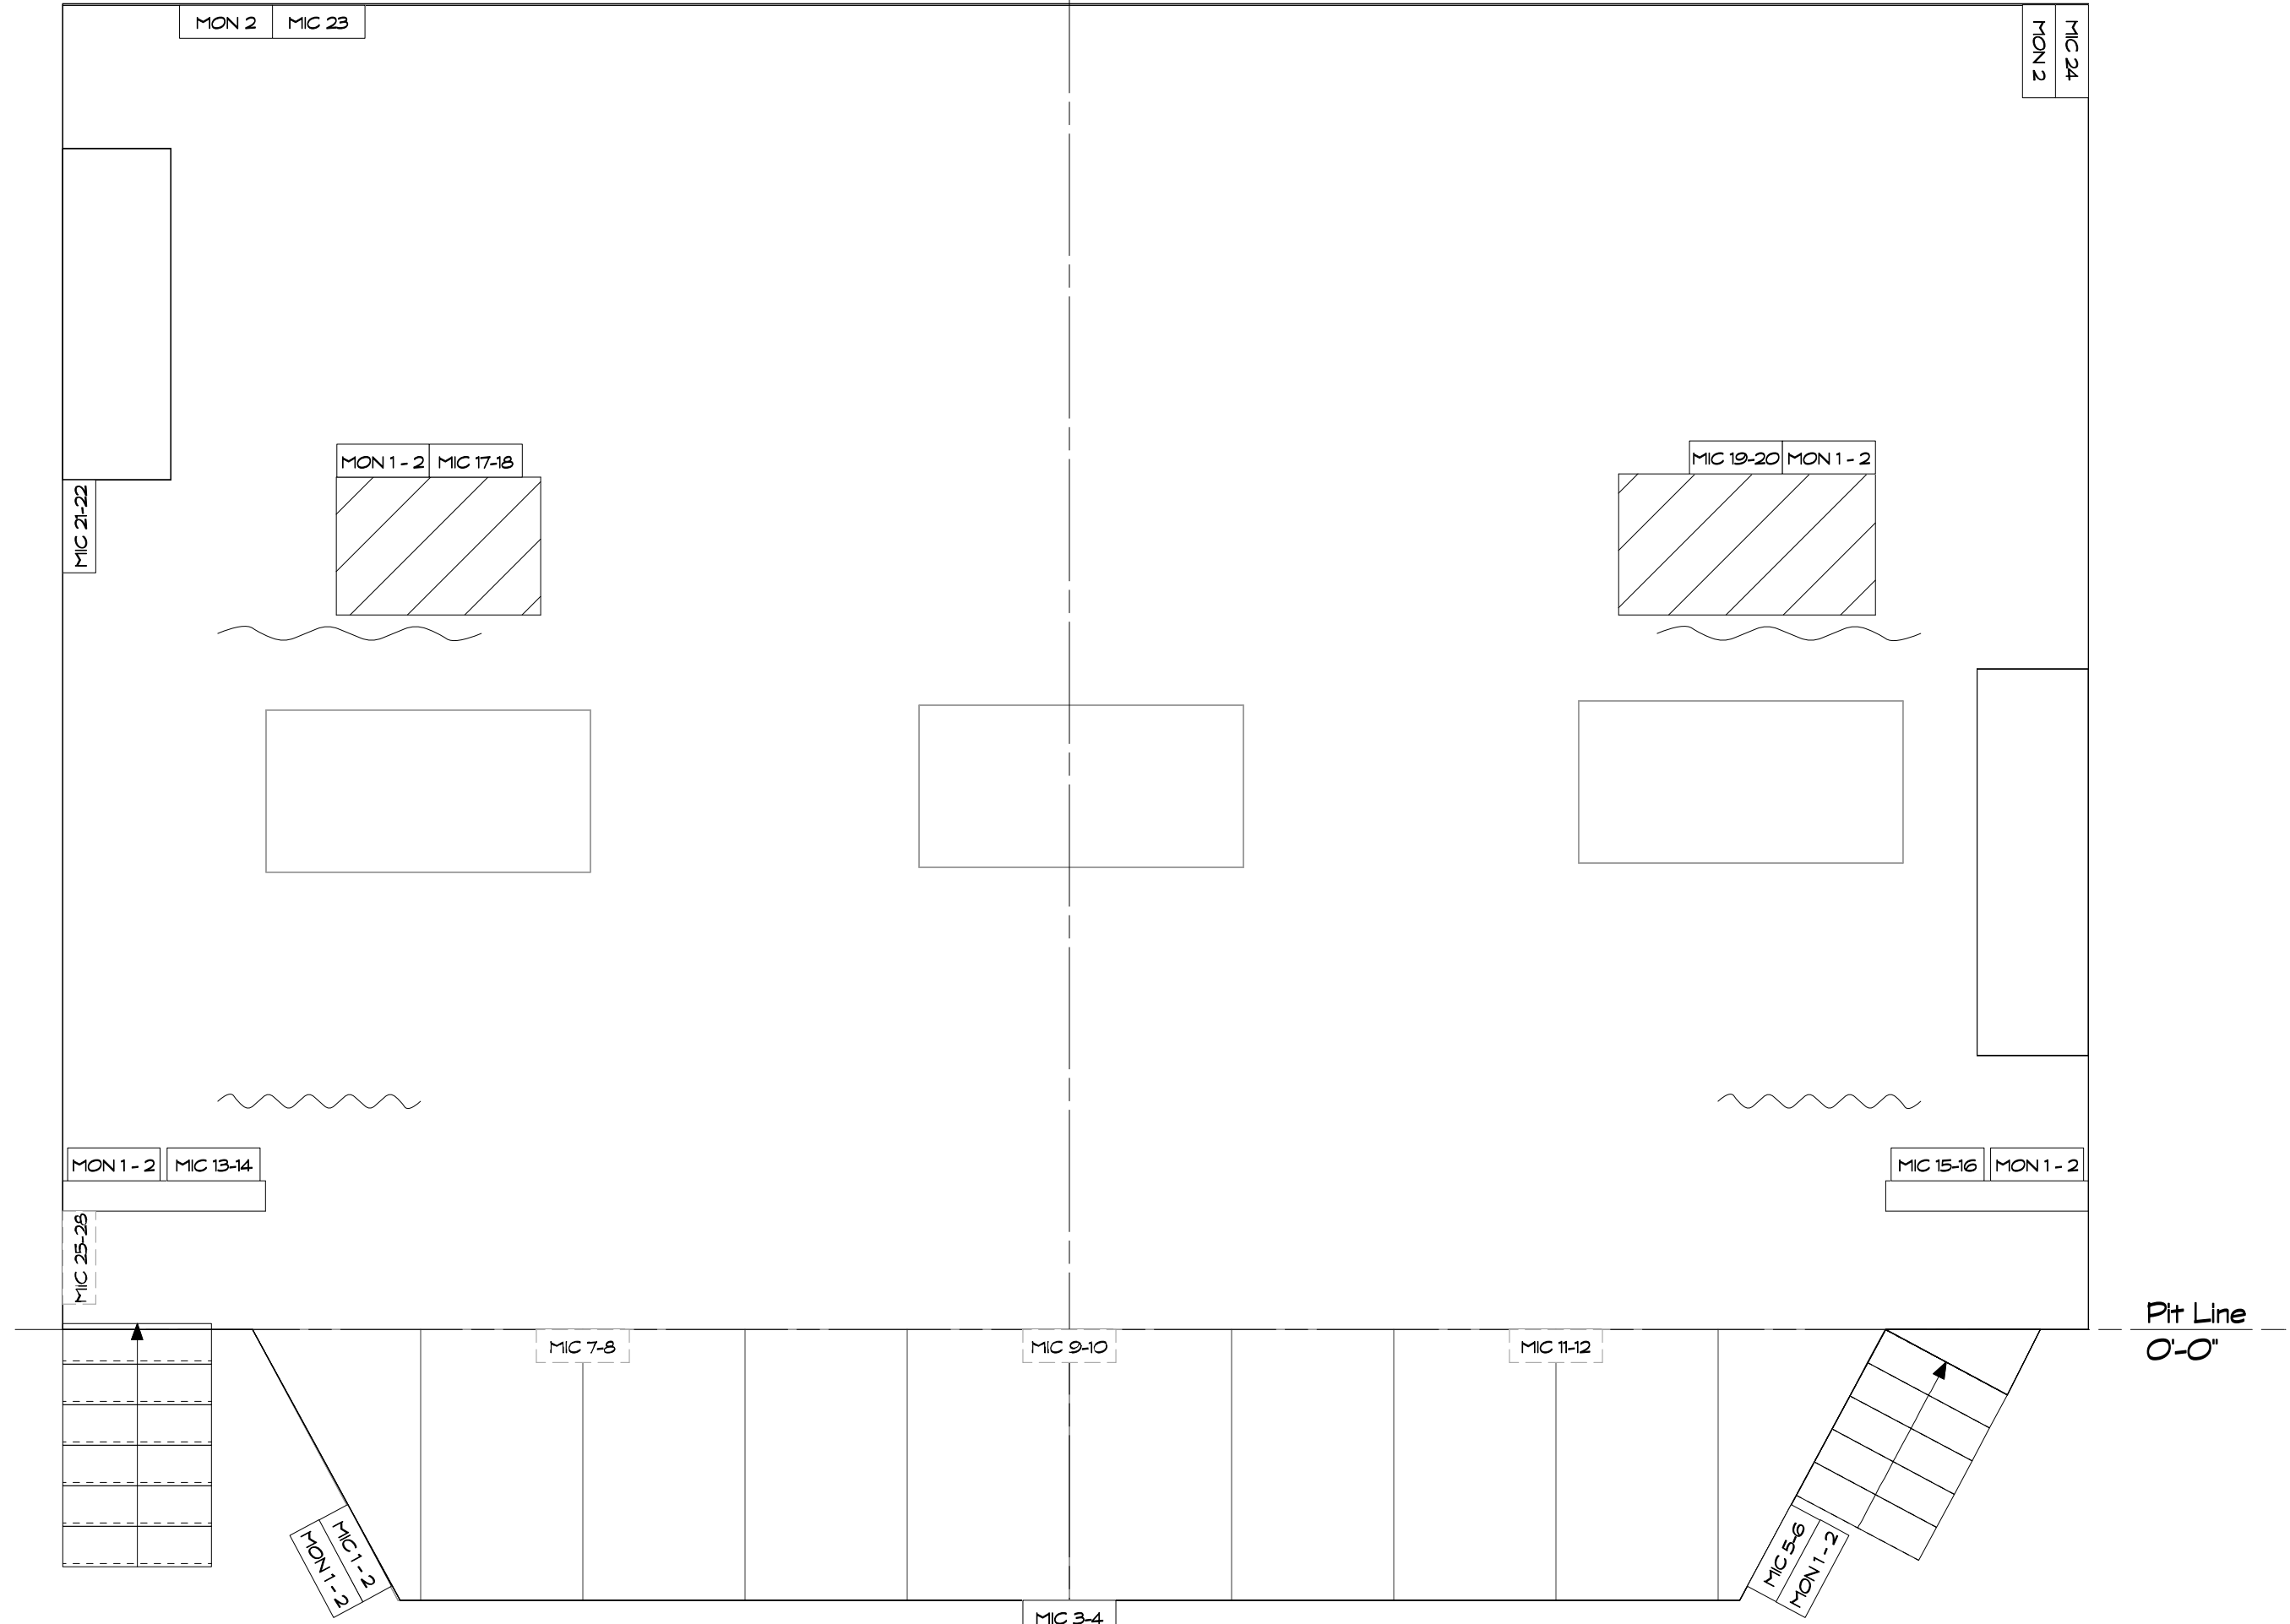 MON 2 MIC 23
MON 2 MIC 24
MON 1 - 2 MIC 17-18
MIC 19-20 MON 1 - 2
MIC 21-22
MON 1 - 2 MIC 13-14
MIC 15-16 MON 1 - 2
MIC 25-28
Pit Line
0'-0"
MIC 7-8
MIC 9-10
MIC 11-12
MIC 1 - 2
MON 1 - 2
MIC 5-6
MON 1 - 2
MIC 3-4